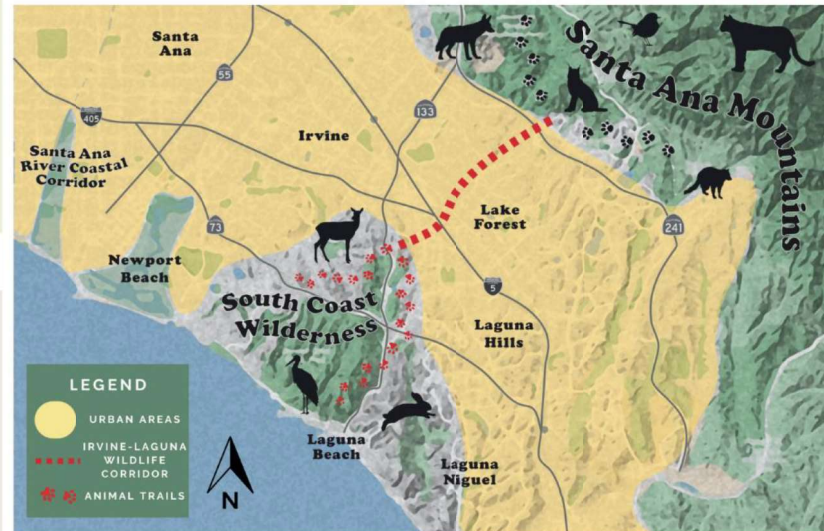 Santa
Ana
55
405
Irvine
133
Santa Ana Mountains
Santa Ana
River Coastal
Corridor
73
Newport
Beach
Lake
Forest
241
5
South Coast
Wilderness
Laguna
Hills
Laguna
Beach
Laguna
Niguel
LEGEND
URBAN AREAS
IRVINE-LAGUNA
WILDLIFE
CORRIDOR
ANIMAL TRAILS
N